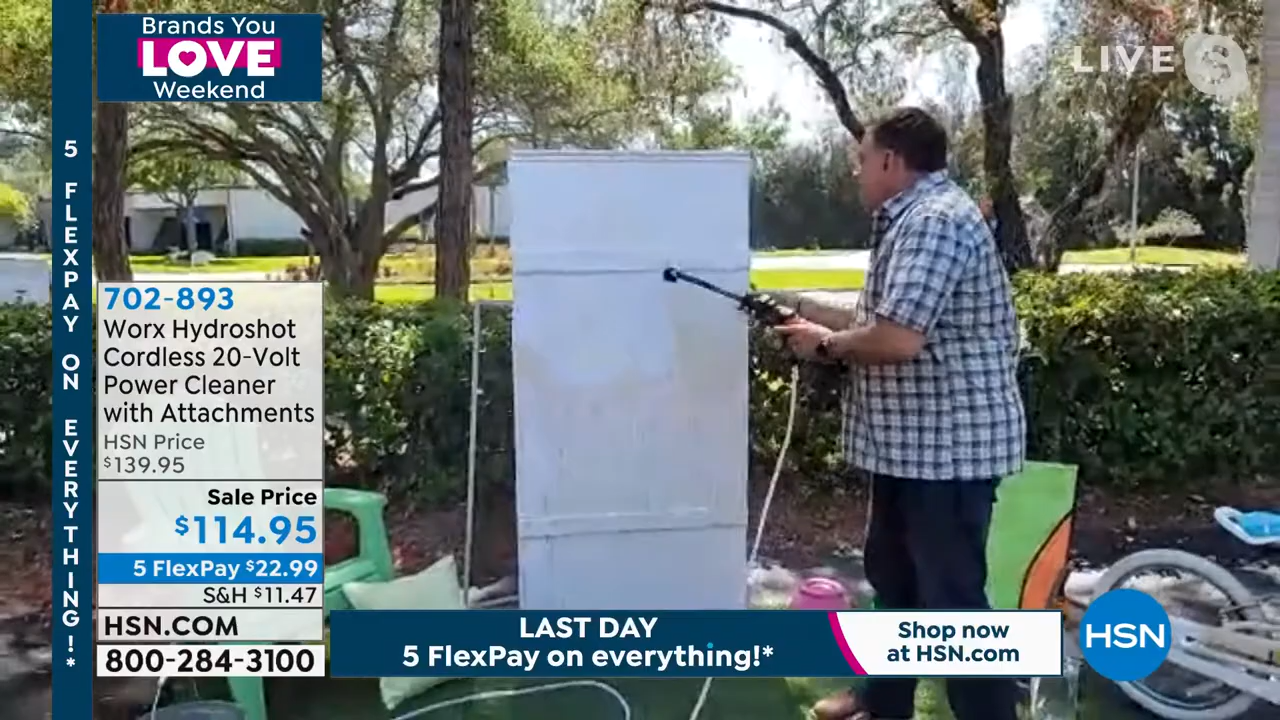 Brands You
LOVE
Weekend
LIVE S
5 FLEXPAY ON EVERYTHING!*
702-893
Worx Hydroshot
Cordless 20-Volt
Power Cleaner
with Attachments
HSN Price
$139.95
Sale Price
$114.95
5 FlexPay $22.99
S&H $11.47
HSN.COM
800-284-3100
LAST DAY
5 FlexPay on everything!*
Shop now
at HSN.com
HSN